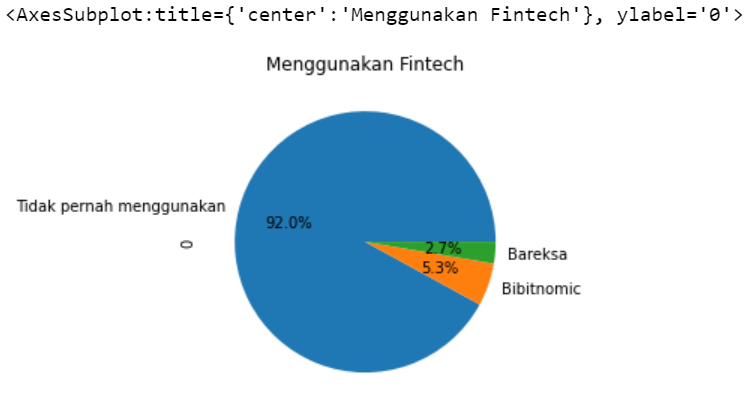 <AxesSubplot:title={'center':'Menggunakan Fintech'}, ylabel='0'>
Menggunakan Fintech
Tidak pernah menggunakan
92.0%
0
2.7%
Bareksa
5.3%
Bibitnomic